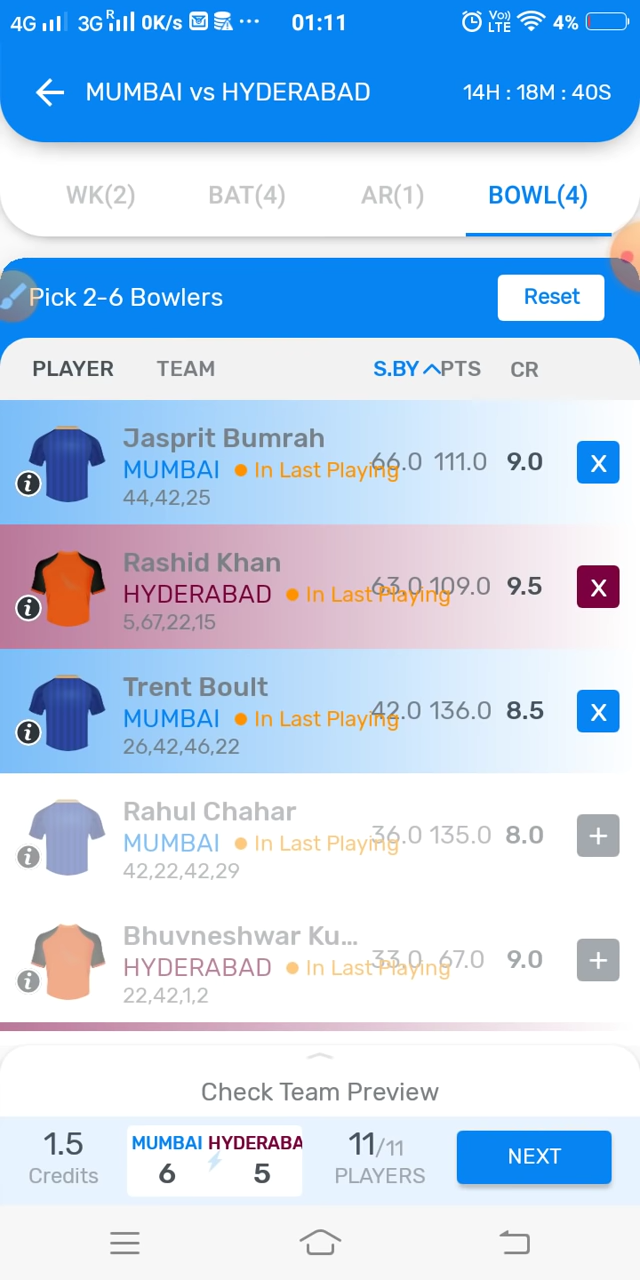 4G 3G R 0K/s ... 01:11 Vo) LTE 4%
MUMBAI vs HYDERABAD 14H : 18M : 40S
WK(2) BAT(4) AR(1) BOWL(4)
Pick 2-6 Bowlers Reset
PLAYER TEAM S.BY PTS CR
Jasprit Bumrah
MUMBAI In Last Playing 66.0 111.0 9.0 X
44,42,25
Rashid Khan
HYDERABAD In Last Playing 63.0 109.0 9.5 X
5,67,22,15
Trent Boult
MUMBAI In Last Playing 42.0 136.0 8.5 X
26,42,46,22
Rahul Chahar
MUMBAI In Last Playing 36.0 135.0 8.0 +
42,22,42,29
Bhuvneshwar Ku...
HYDERABAD In Last Playing 33.0 67.0 9.0 +
22,42,1,2
Check Team Preview
1.5 MUMBAI HYDERABA 11/11 NEXT
Credits 6 5 PLAYERS